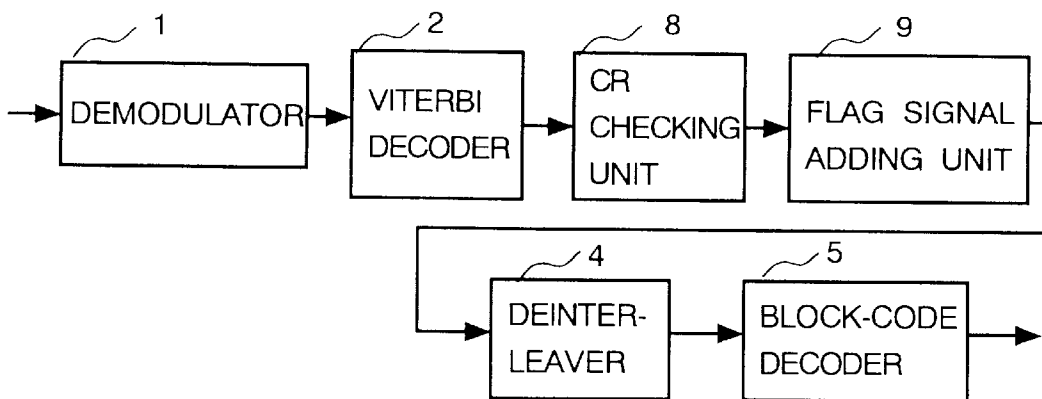 1
DEMODULATOR
2
VITERBI
DECODER
8
CR
CHECKING
UNIT
9
FLAG SIGNAL
ADDING UNIT
4
DEINTER-
LEAVER
5
BLOCK-CODE
DECODER